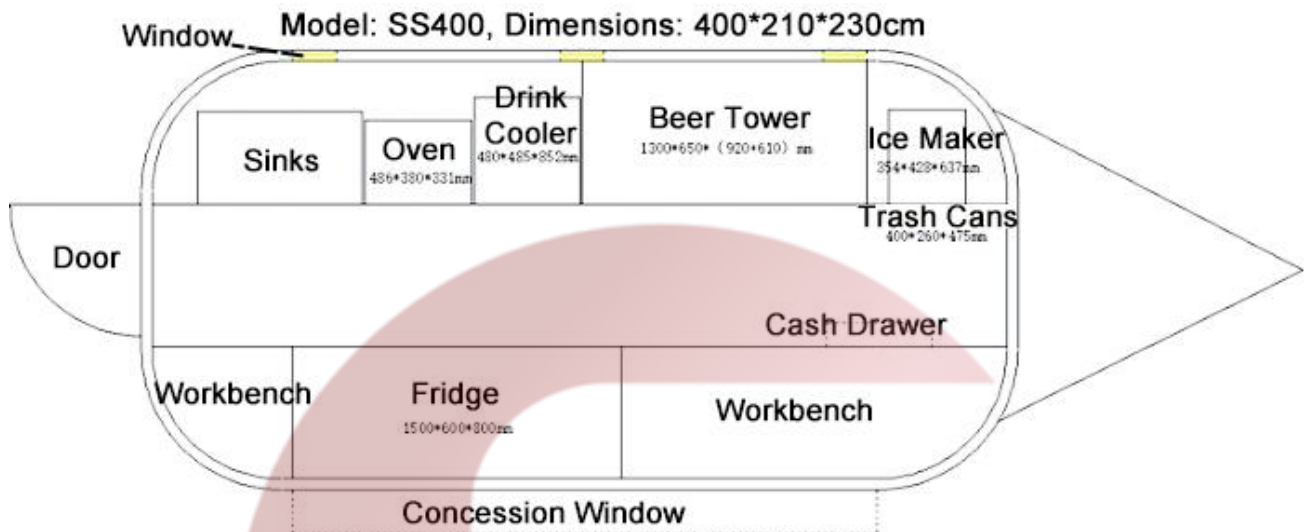 Model: SS400, Dimensions: 400*210*230cm
Window
Drink
Cooler
480*485*852mm
Beer Tower
1300*650*（920+610）mm
Ice Maker
354*428*637mm
Sinks
Oven
486*380*331mm
Trash Cans
400*260*475mm
Door
Cash Drawer
Workbench
Fridge
1500*600*800mm
Workbench
Concession Window